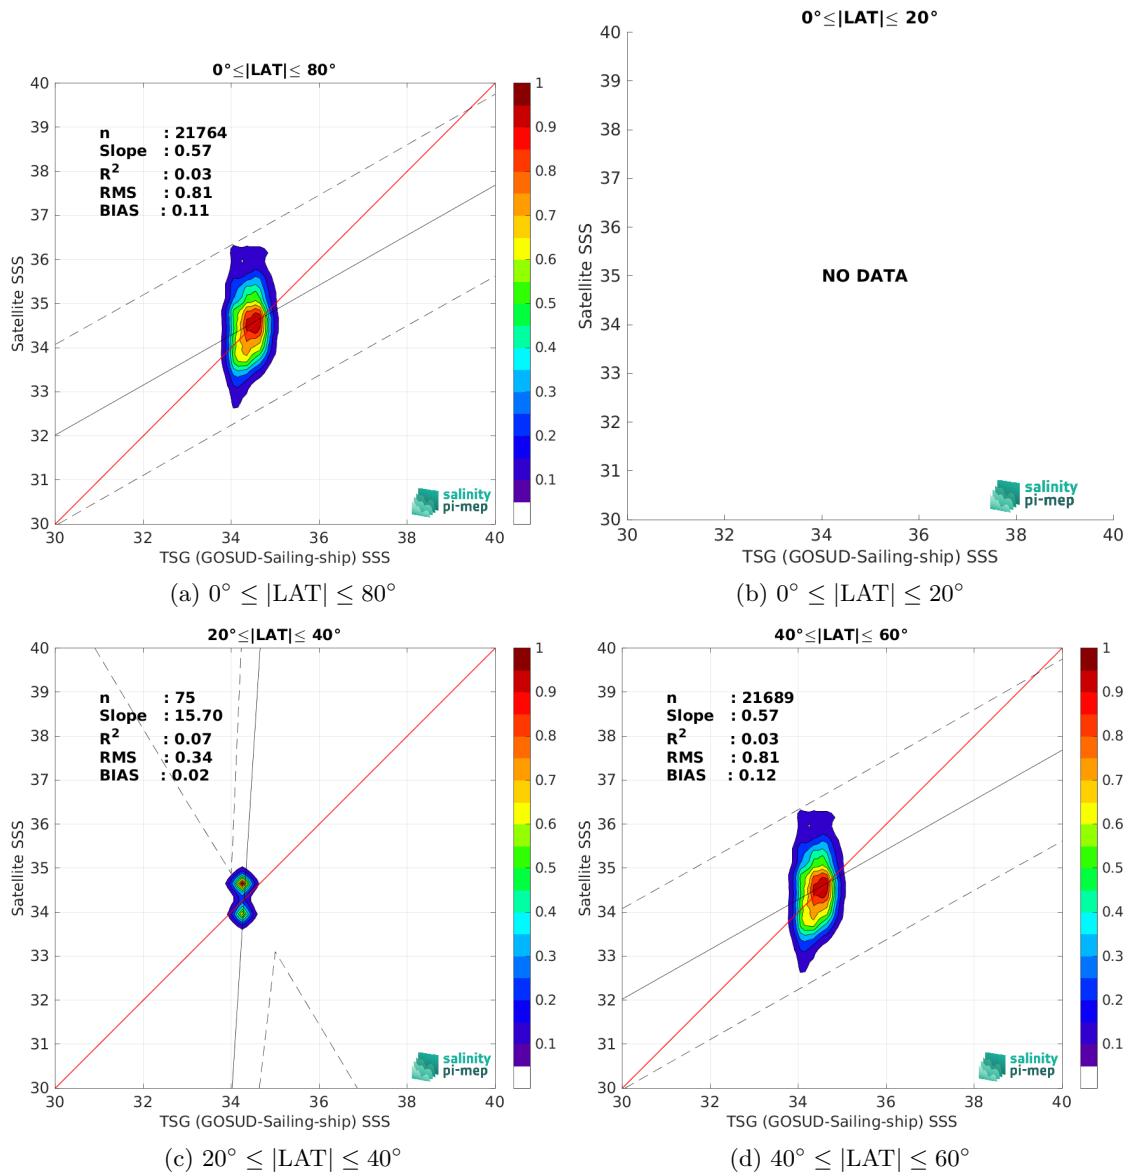 0°≤|LAT|≤ 80°
40
39
38
37
36
35
34
33
32
31
30
Satellite SSS
n : 21764
Slope : 0.57
R² : 0.03
RMS : 0.81
BIAS : 0.11
salinity
pi-mep
30 32 34 36 38 40
TSG (GOSUD-Sailing-ship) SSS
1
0.9
0.8
0.7
0.6
0.5
0.4
0.3
0.2
0.1
(a) 0° ≤ |LAT| ≤ 80°
0°≤|LAT|≤ 20°
40
39
38
37
36
35
34
33
32
31
30
Satellite SSS
NO DATA
salinity
pi-mep
30 32 34 36 38 40
TSG (GOSUD-Sailing-ship) SSS
(b) 0° ≤ |LAT| ≤ 20°
20°≤|LAT|≤ 40°
40
39
38
37
36
35
34
33
32
31
30
Satellite SSS
n : 75
Slope : 15.70
R² : 0.07
RMS : 0.34
BIAS : 0.02
salinity
pi-mep
30 32 34 36 38 40
TSG (GOSUD-Sailing-ship) SSS
1
0.9
0.8
0.7
0.6
0.5
0.4
0.3
0.2
0.1
(c) 20° ≤ |LAT| ≤ 40°
40°≤|LAT|≤ 60°
40
39
38
37
36
35
34
33
32
31
30
Satellite SSS
n : 21689
Slope : 0.57
R² : 0.03
RMS : 0.81
BIAS : 0.12
salinity
pi-mep
30 32 34 36 38 40
TSG (GOSUD-Sailing-ship) SSS
1
0.9
0.8
0.7
0.6
0.5
0.4
0.3
0.2
0.1
(d) 40° ≤ |LAT| ≤ 60°